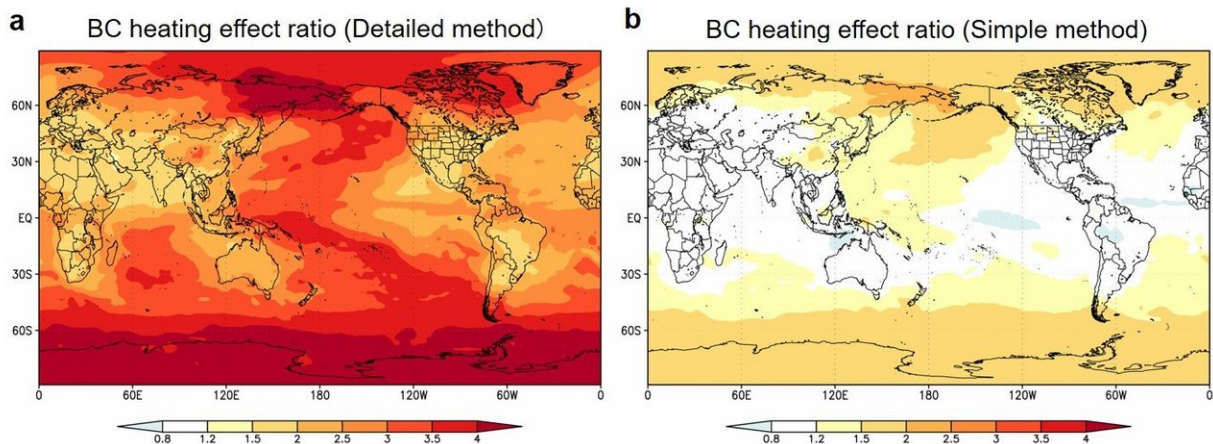 a
BC heating effect ratio (Detailed method)
60N
30N
EQ
30S
60S
0 60E 120E 180 120W 60W 0
0.8 1.2 1.5 2 2.5 3 3.5 4
b
BC heating effect ratio (Simple method)
60N
30N
EQ
30S
60S
0 60E 120E 180 120W 60W 0
0.8 1.2 1.5 2 2.5 3 3.5 4